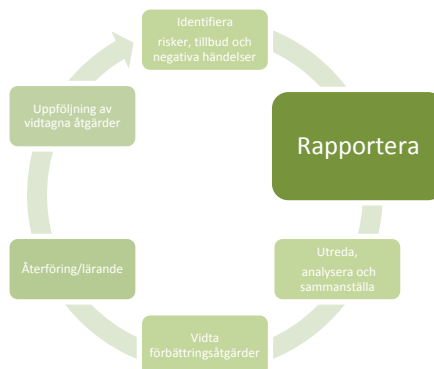 Identifiera
risker, tillbud och
negativa händelser
Rapportera
Utreda,
analysera och
sammanställa
Vidta
förbättringsåtgärder
Återföring/lärande
Uppföljning av
vidtagna åtgärder